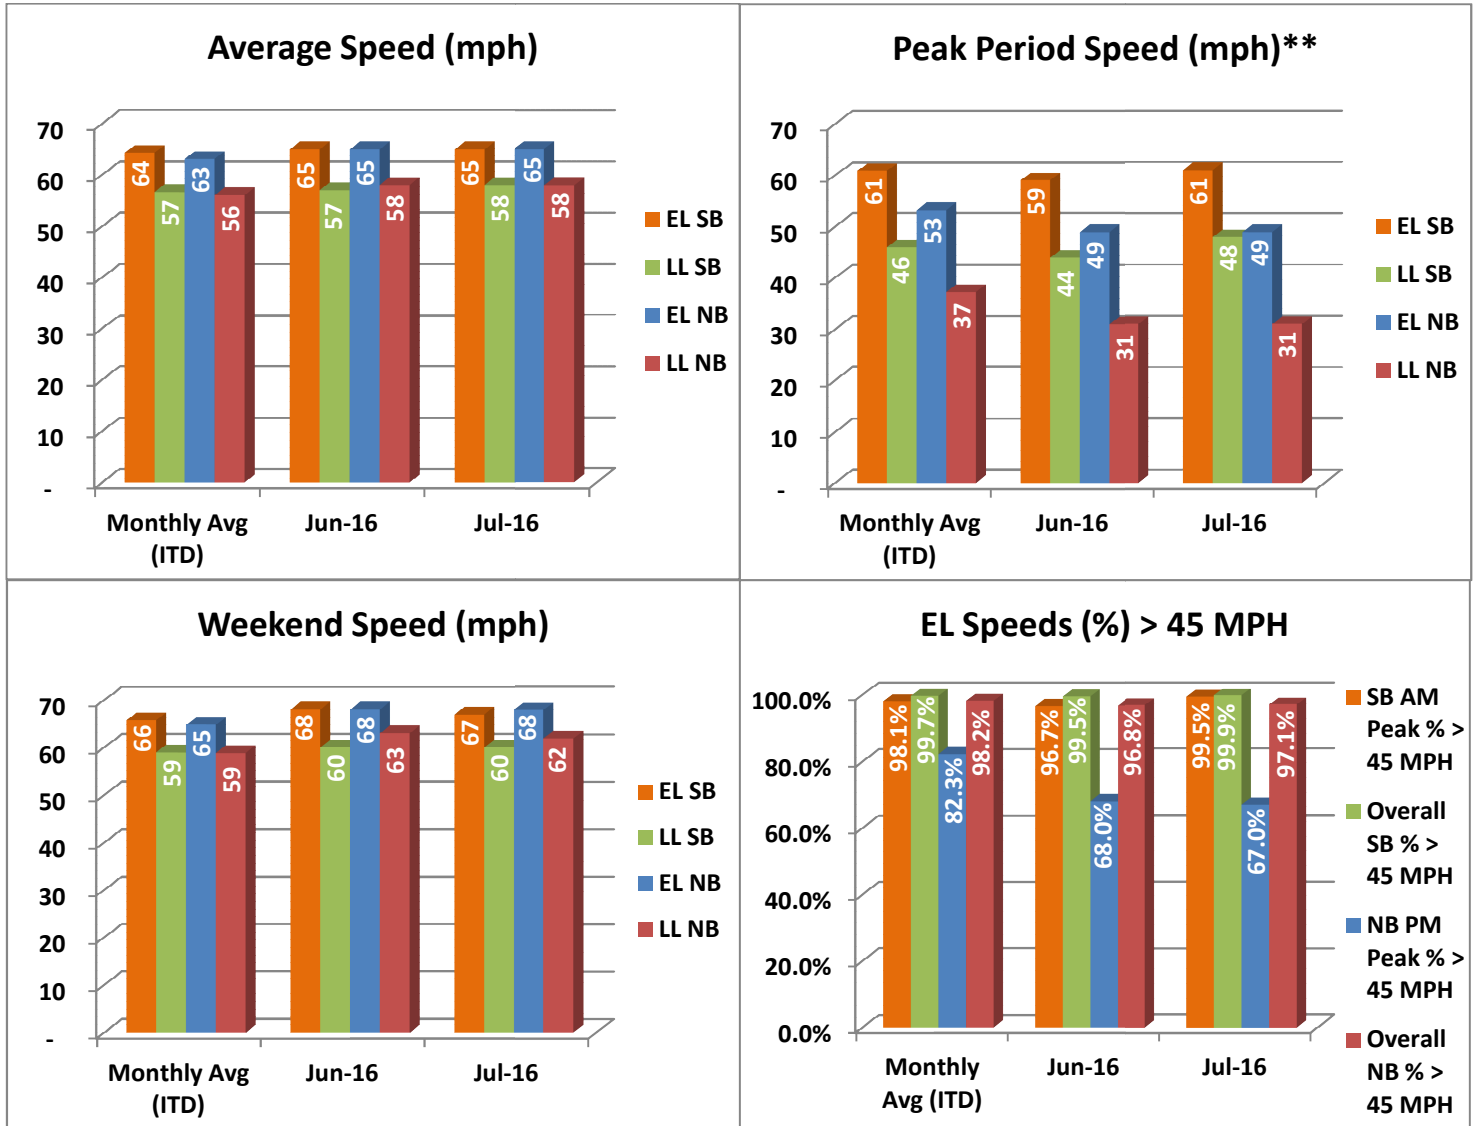 Average Speed (mph)
70
60
50
40
30
20
10
-
64
57
63
56
65
57
65
58
65
58
65
58
Monthly Avg
(ITD)
Jun-16
Jul-16
EL SB
LL SB
EL NB
LL NB
Peak Period Speed (mph)**
70
60
50
40
30
20
10
-
61
46
53
37
59
44
49
31
61
48
49
31
Monthly Avg
(ITD)
Jun-16
Jul-16
EL SB
LL SB
EL NB
LL NB
Weekend Speed (mph)
70
60
50
40
30
20
10
-
66
59
65
59
68
60
68
63
67
60
68
62
Monthly Avg
(ITD)
Jun-16
Jul-16
EL SB
LL SB
EL NB
LL NB
EL Speeds (%) > 45 MPH
100.0%
80.0%
60.0%
40.0%
20.0%
0.0%
98.1%
99.7%
82.3%
98.2%
96.7%
99.5%
68.0%
96.8%
99.5%
99.9%
67.0%
97.1%
Monthly
Avg (ITD)
Jun-16
Jul-16
SB AM
Peak % >
45 MPH
Overall
SB % >
45 MPH
NB PM
Peak % >
45 MPH
Overall
NB % >
45 MPH